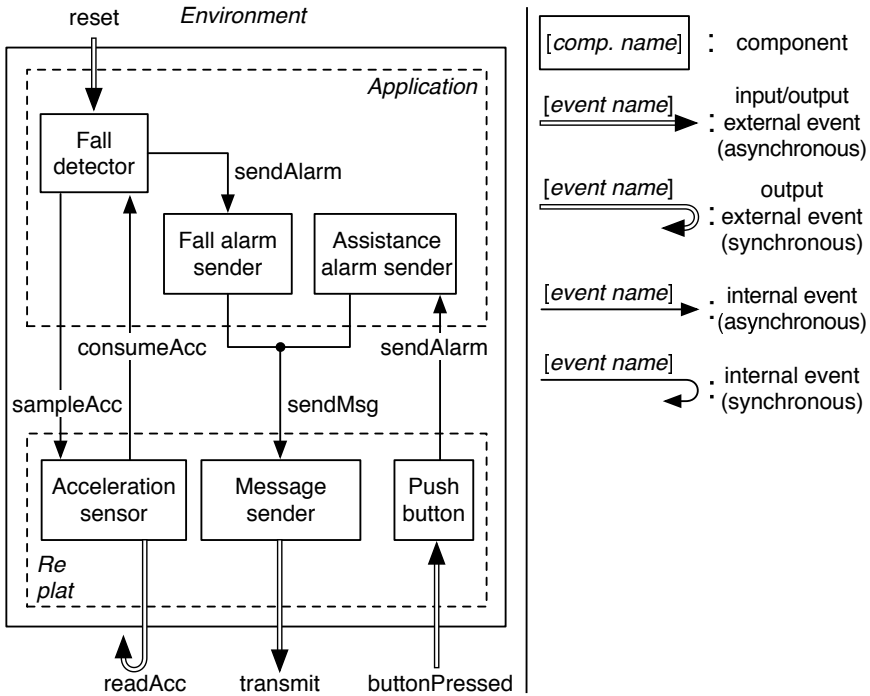 reset
Environment
Application
Fall
detector
sendAlarm
Fall alarm
sender
Assistance
alarm sender
consumeAcc
sendAlarm
sampleAcc
sendMsg
Acceleration
sensor
Message
sender
Push
button
Re
plat
readAcc
transmit
buttonPressed
[comp. name] : component
[event name]
: input/output
external event
(asynchronous)
[event name]
: output
external event
(synchronous)
[event name]
: internal event
(asynchronous)
[event name]
: internal event
(synchronous)